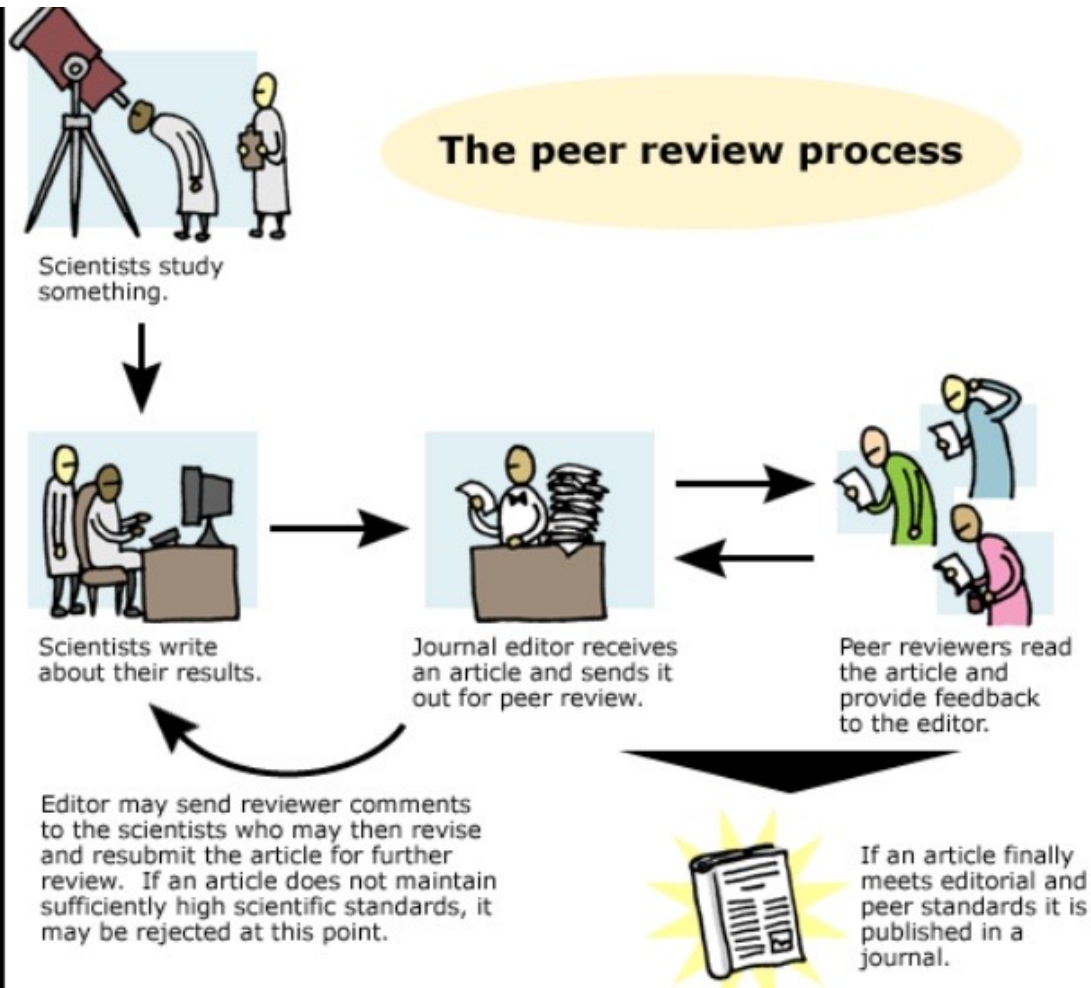 The peer review process
Scientists study
something.
Scientists write
about their results.
Journal editor receives
an article and sends it
out for peer review.
Peer reviewers read
the article and
provide feedback
to the editor.
Editor may send reviewer comments
to the scientists who may then revise
and resubmit the article for further
review.  If an article does not maintain
sufficiently high scientific standards, it
may be rejected at this point.
If an article finally
meets editorial and
peer standards it is
published in a
journal.